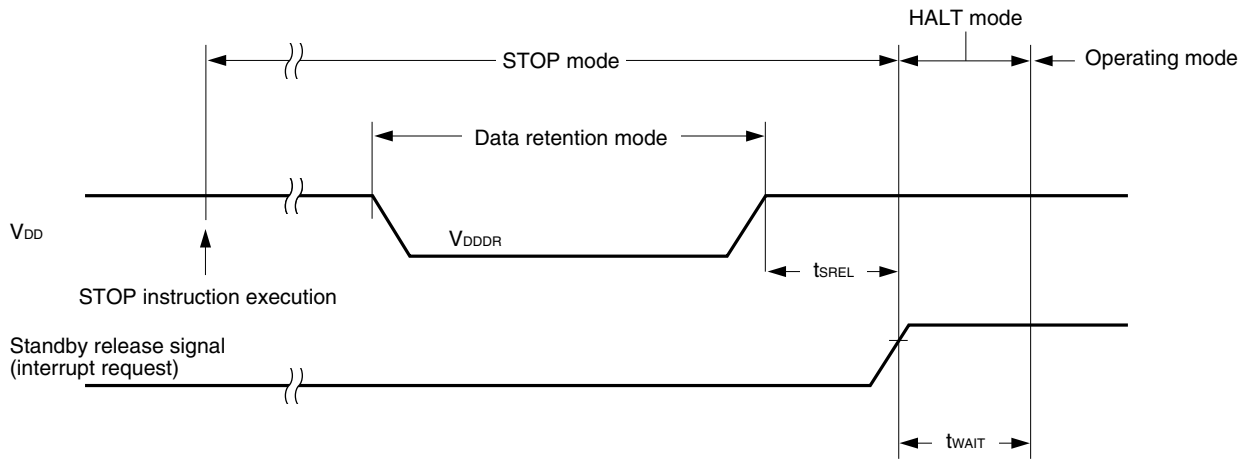 HALT mode
STOP mode
Operating mode
Data retention mode
VDD
VDDDR
tSREL
STOP instruction execution
Standby release signal
(interrupt request)
tWAIT